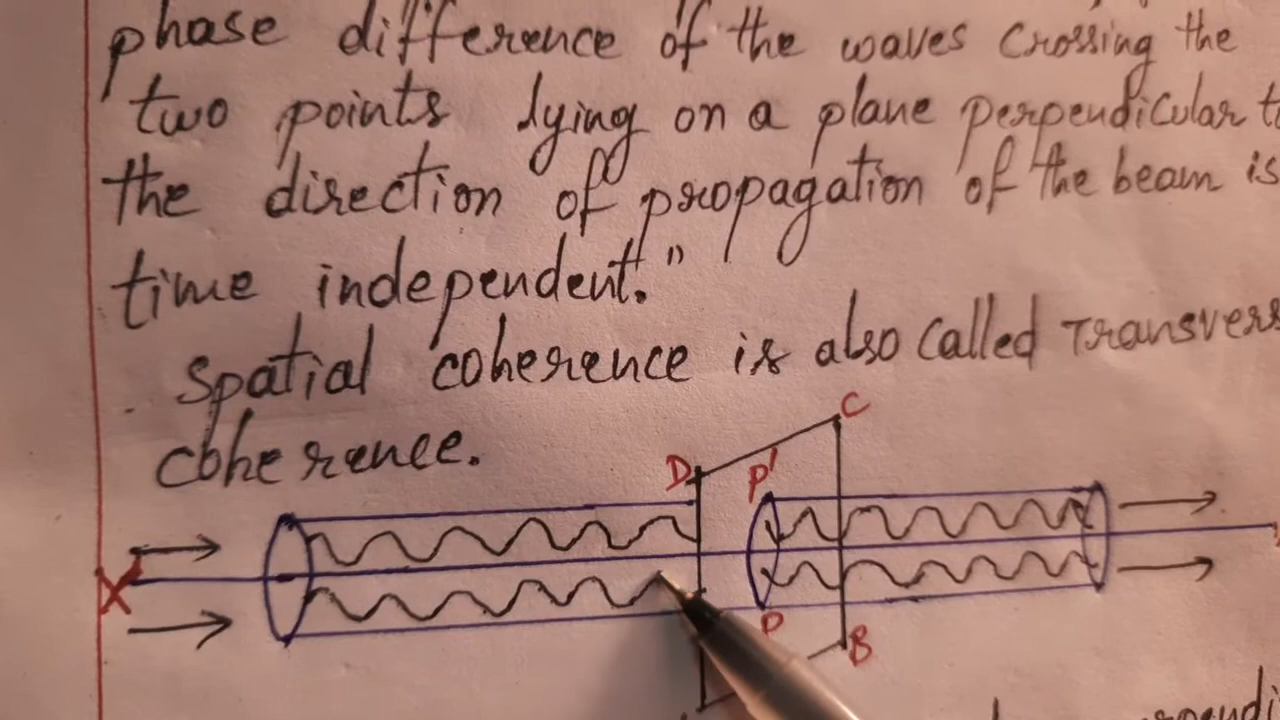 phase difference of the waves crossing the
two points lying on a plane perpendicular
the direction of propagation of the beam is
time independent."
Spatial coherence is also called
coherence.
C
D
P'
X
P
B